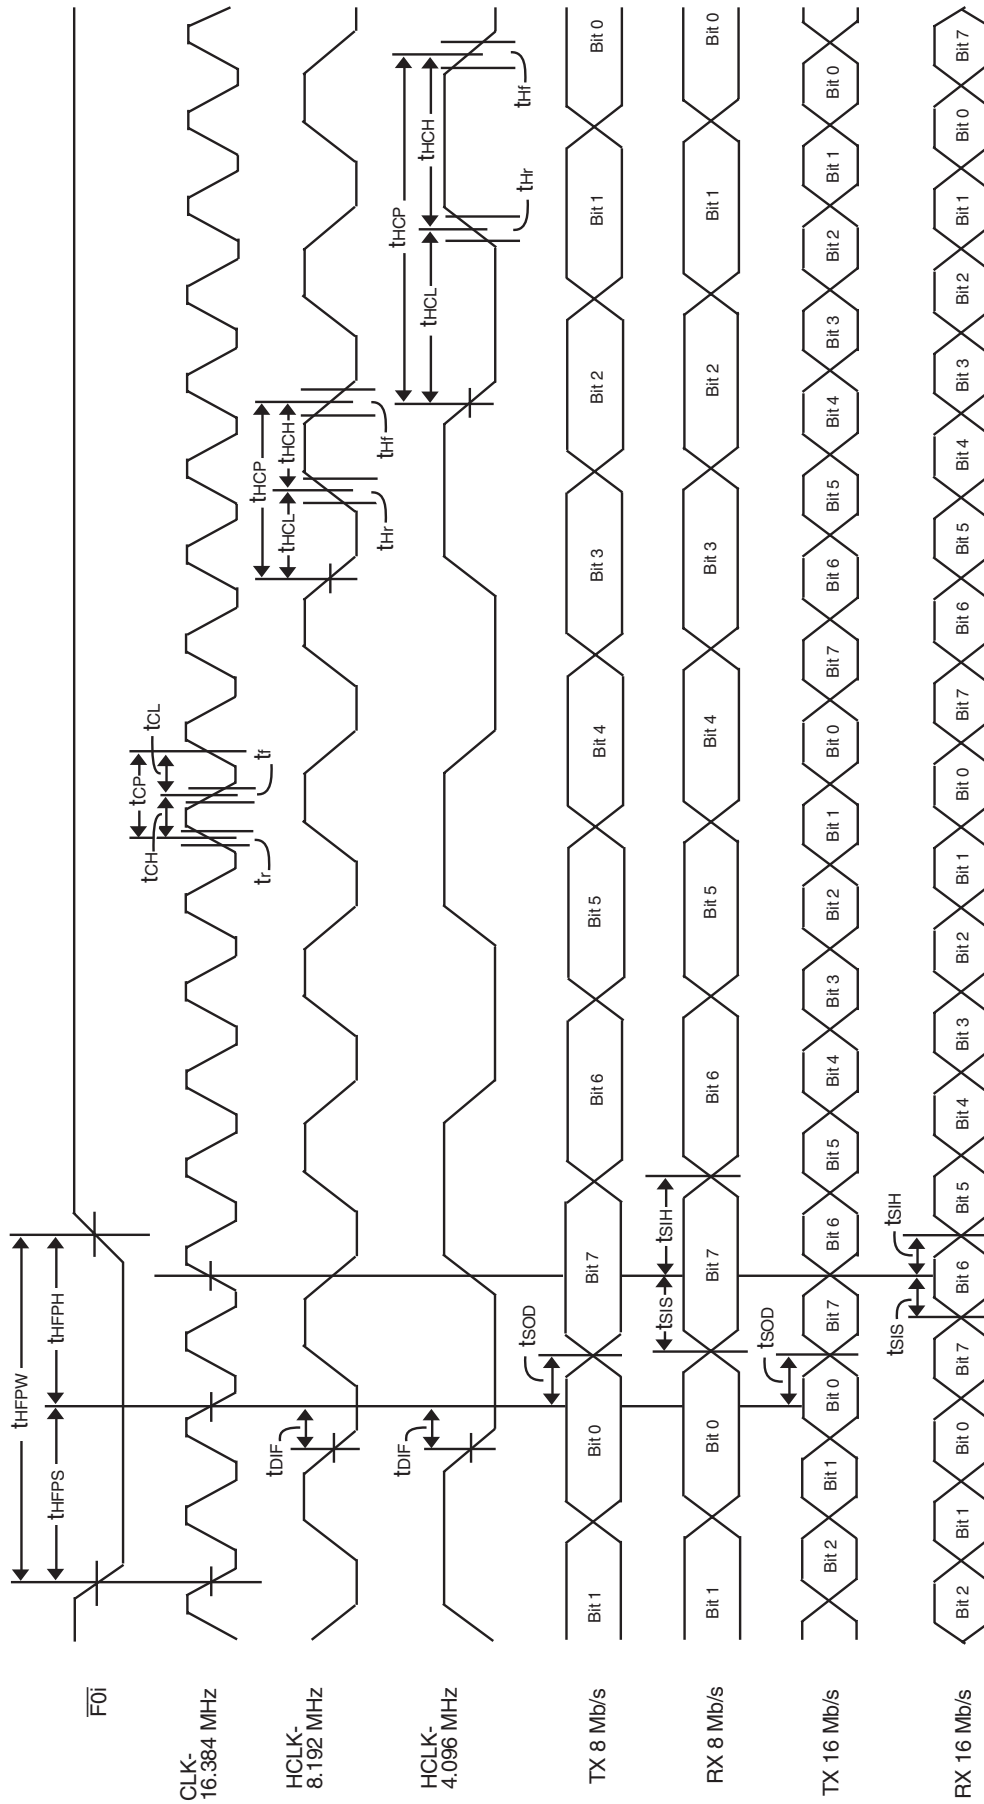 tHFPW
tHFPS tHFPH
F0i
tCH tCP tCL
CLK-
16.384 MHz
tr tf
tHCP
tDIF tHCL tHCH
HCLK-
8.192 MHz
tHr tHf
tHCP
tDIF tHCL tHCH
HCLK-
4.096 MHz
tHr tHf
tSOD
TX 8 Mb/s Bit 1 Bit 0 Bit 7 Bit 6 Bit 5 Bit 4 Bit 3 Bit 2 Bit 1 Bit 0
tSIS tSIH
RX 8 Mb/s Bit 1 Bit 0 Bit 7 Bit 6 Bit 5 Bit 4 Bit 3 Bit 2 Bit 1 Bit 0
tSOD
TX 16 Mb/s Bit 2 Bit 1 Bit 0 Bit 7 Bit 6 Bit 5 Bit 4 Bit 3 Bit 2 Bit 1 Bit 0 Bit 7 Bit 6 Bit 5 Bit 4 Bit 3 Bit 2 Bit 1 Bit 0
tSIS tSIH
RX 16 Mb/s Bit 2 Bit 1 Bit 0 Bit 7 Bit 6 Bit 5 Bit 4 Bit 3 Bit 2 Bit 1 Bit 0 Bit 7 Bit 6 Bit 5 Bit 4 Bit 3 Bit 2 Bit 1 Bit 0 Bit 7